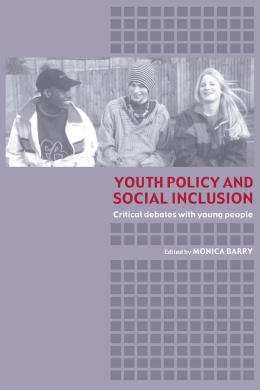 YOUTH POLICY AND
SOCIAL INCLUSION
Critical debates with young people
Edited by MONICA BARRY